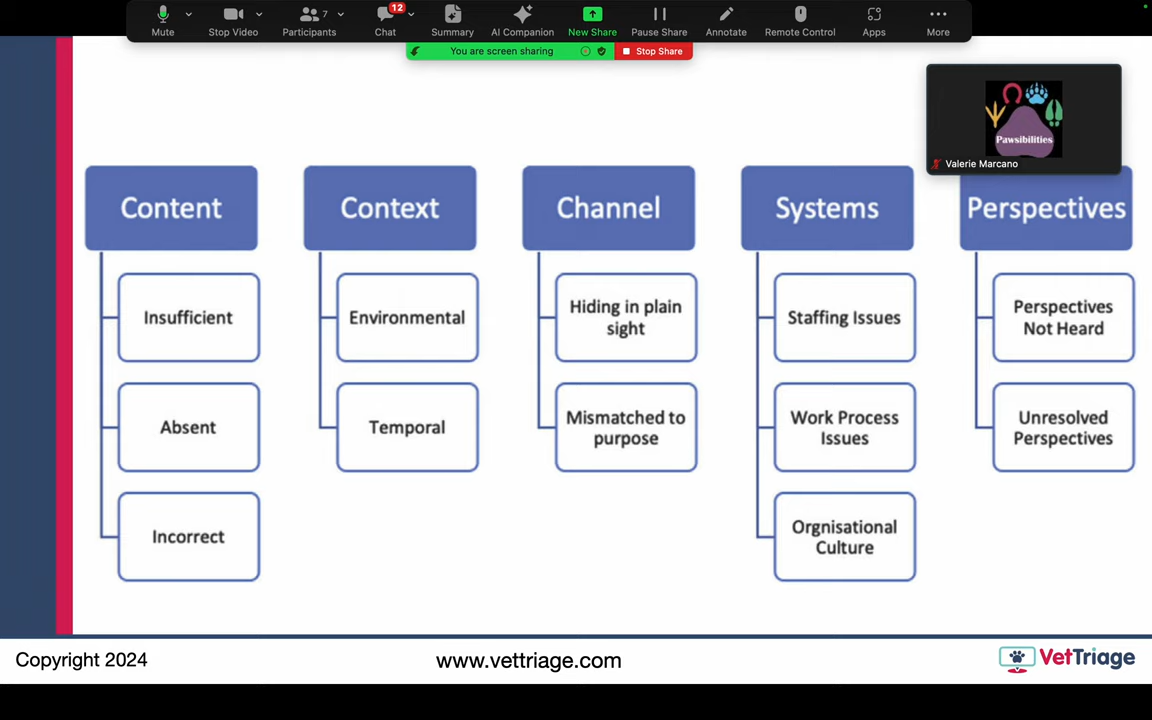 12
7
Mute
Stop Video
Participants
Chat
Summary
AI Companion
New Share
Pause Share
Annotate
Remote Control
Apps
More
You are screen sharing
Stop Share
Pawsibilities
Valerie Marcano
Content
Insufficient
Absent
Incorrect
Context
Environmental
Temporal
Channel
Hiding in plain
sight
Mismatched to
purpose
Systems
Staffing Issues
Work Process
Issues
Orgnisational
Culture
Perspectives
Perspectives
Not Heard
Unresolved
Perspectives
Copyright 2024
www.vettriage.com
VetTriage